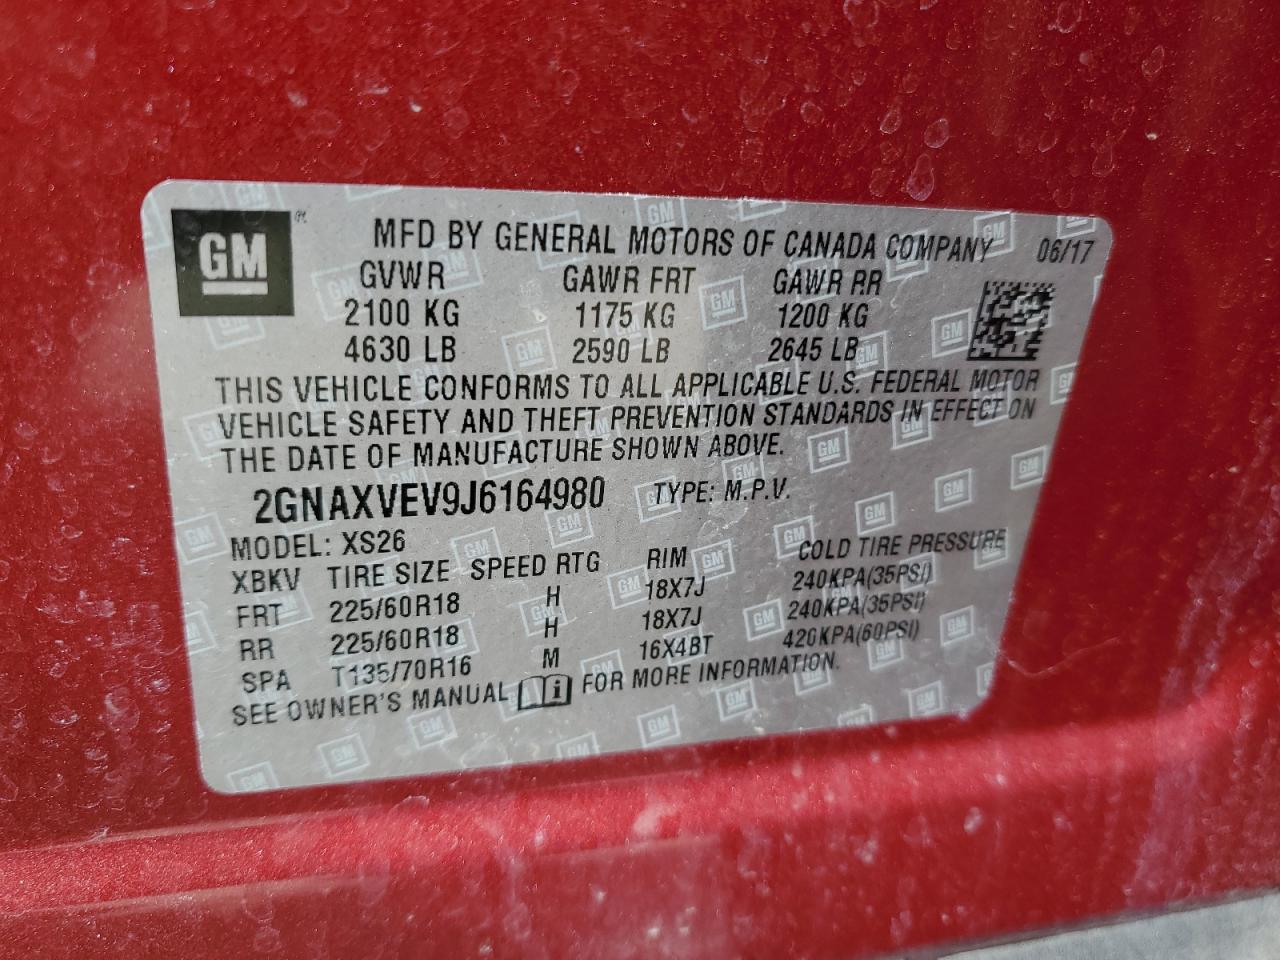 GM
MFD BY GENERAL MOTORS OF CANADA COMPANY 06/17
GVWR GAWR FRT GAWR RR
2100 KG 1175 KG 1200 KG
4630 LB 2590 LB 2645 LB
THIS VEHICLE CONFORMS TO ALL APPLICABLE U.S. FEDERAL MOTOR
VEHICLE SAFETY AND THEFT PREVENTION STANDARDS IN EFFECT ON
THE DATE OF MANUFACTURE SHOWN ABOVE.
2GNAXVEV9J6164980 TYPE: M.P.V.
MODEL: XS26
XBKV TIRE SIZE SPEED RTG RIM COLD TIRE PRESSURE
FRT 225/60R18 H 18X7J 240KPA(35PSI)
RR 225/60R18 H 18X7J 240KPA(35PSI)
SPA T135/70R16 M 16X4BT 420KPA(60PSI)
SEE OWNER'S MANUAL i FOR MORE INFORMATION.